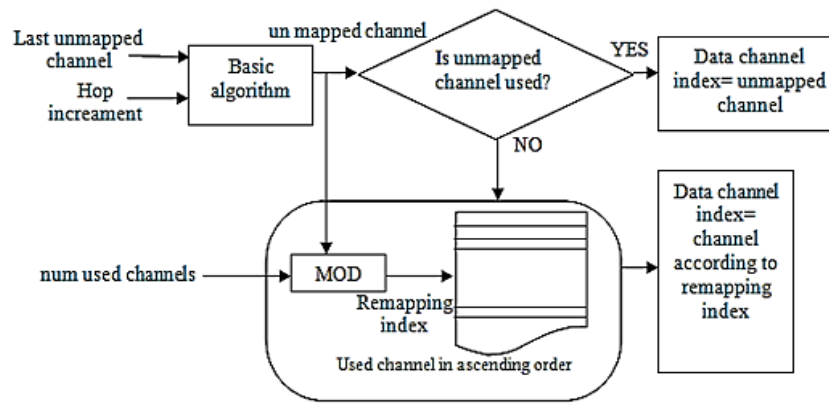 Last unmapped
channel
Hop
increament
Basic
algorithm
un mapped channel
Is unmapped
channel used?
YES
Data channel
index= unmapped
channel
NO
num used channels
MOD
Remapping
index
Used channel in ascending order
Data channel
index=
channel
according to
remapping
index